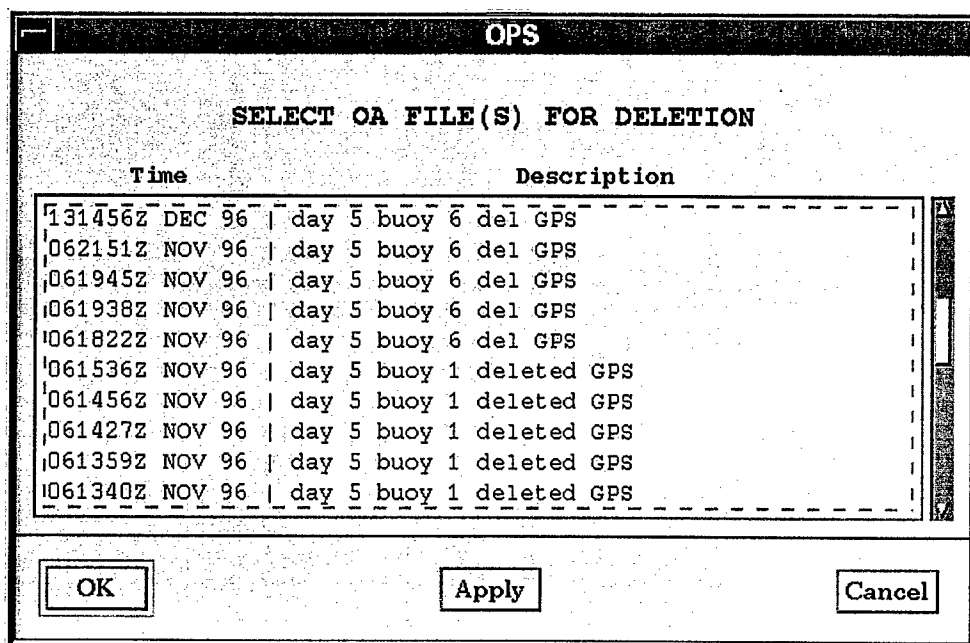 OPS
SELECT OA FILE(S) FOR DELETION
Time Description
131456Z DEC 96 | day 5 buoy 6 del GPS
062151Z NOV 96 | day 5 buoy 6 del GPS
061945Z NOV 96 | day 5 buoy 6 del GPS
061938Z NOV 96 | day 5 buoy 6 del GPS
061822Z NOV 96 | day 5 buoy 6 del GPS
061536Z NOV 96 | day 5 buoy 1 deleted GPS
061456Z NOV 96 | day 5 buoy 1 deleted GPS
061427Z NOV 96 | day 5 buoy 1 deleted GPS
061359Z NOV 96 | day 5 buoy 1 deleted GPS
061340Z NOV 96 | day 5 buoy 1 deleted GPS
OK Apply Cancel